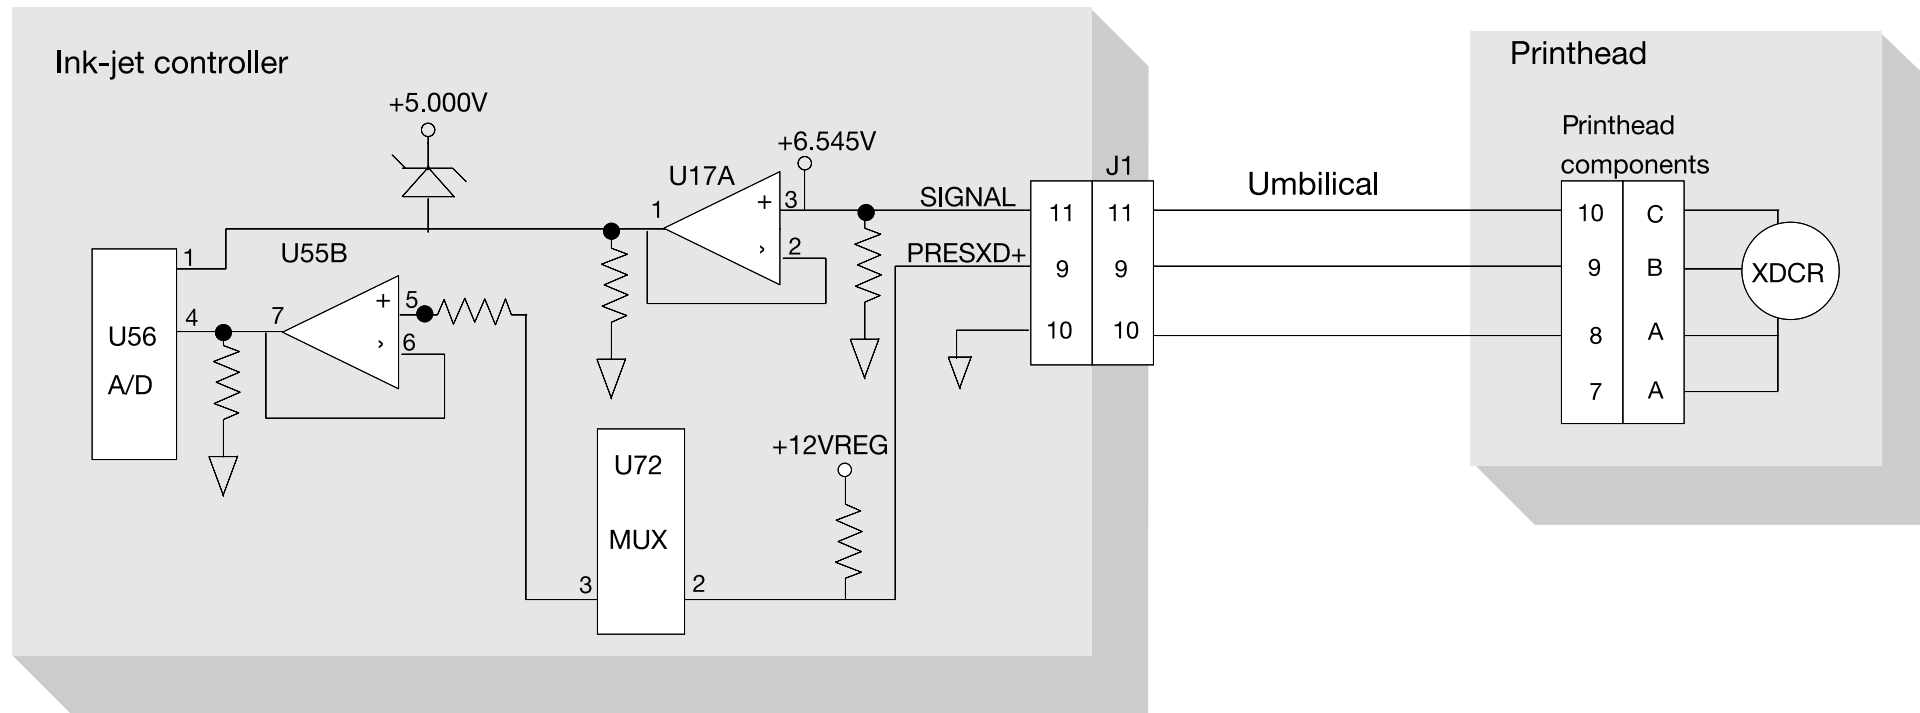 Ink-jet controller
Printhead
+5.000V
Printhead
components
+6.545V
J1
U17A
Umbilical
SIGNAL
1
+
3
11
11
10
C
PRESXD+
U55B
1
›
2
9
9
9
B
XDCR
+
5
7
4
U56
A/D
›
6
10
10
8
A
7
A
+12VREG
U72
MUX
3
2